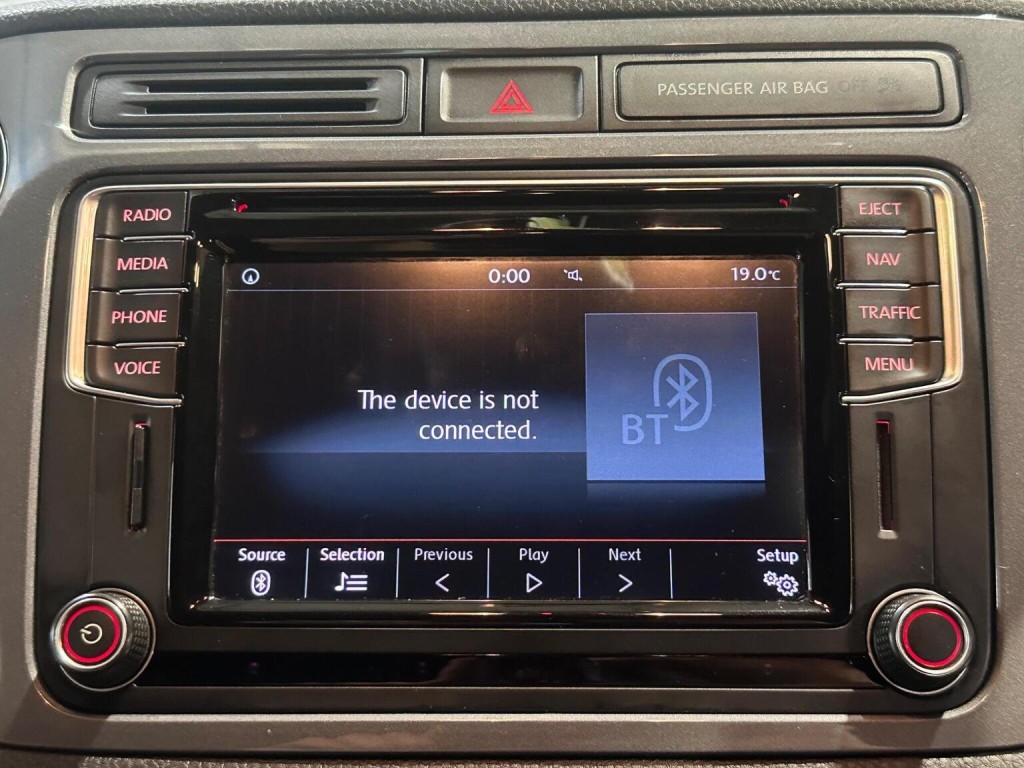 PASSENGER AIR BAG
RADIO
MEDIA
PHONE
VOICE
EJECT
NAV
TRAFFIC
MENU
0:00
19.0°C
The device is not
connected.
BT
Source Selection Previous Play Next Setup